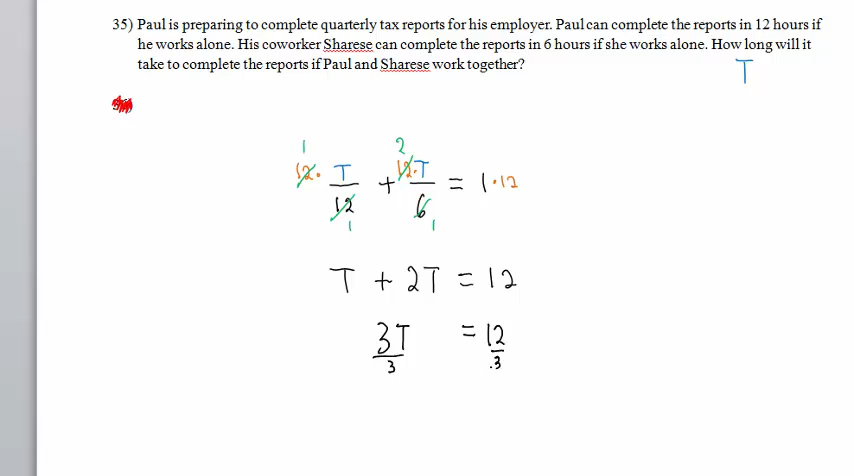 35) Paul is preparing to complete quarterly tax reports for his employer. Paul can complete the reports in 12 hours if
he works alone. His coworker Sharese can complete the reports in 6 hours if she works alone. How long will it
take to complete the reports if Paul and Sharese work together?
T
1 2
12 · T/12 + 12 · T/6 = 1 · 12
1 1
T + 2T = 12
3T/3 = 12/3